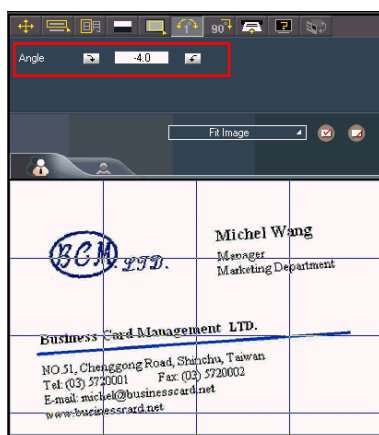 90°
Angle
-4.0
Fit Image
BCM. LTD.
Michel Wang
Manager
Marketing Department
Business Card Management LTD.
NO.51, Chenggong Road, Shinchu, Taiwan
Tel: (03) 5720001 Fax: (03) 5720002
E-mail: michel@businesscard.net
www.businesscard.net